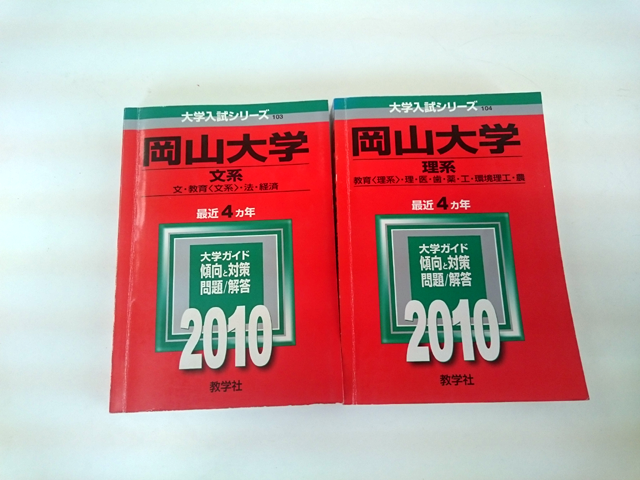 大学入試シリーズ 103
岡山大学
文系
文・教育〈文系〉・法・経済
最近4ヵ年
大学ガイド
傾向と対策
問題/解答
2010
教学社
大学入試シリーズ 104
岡山大学
理系
教育〈理系〉・理・医・歯・薬・工・環境理工・農
最近4ヵ年
大学ガイド
傾向と対策
問題/解答
2010
教学社